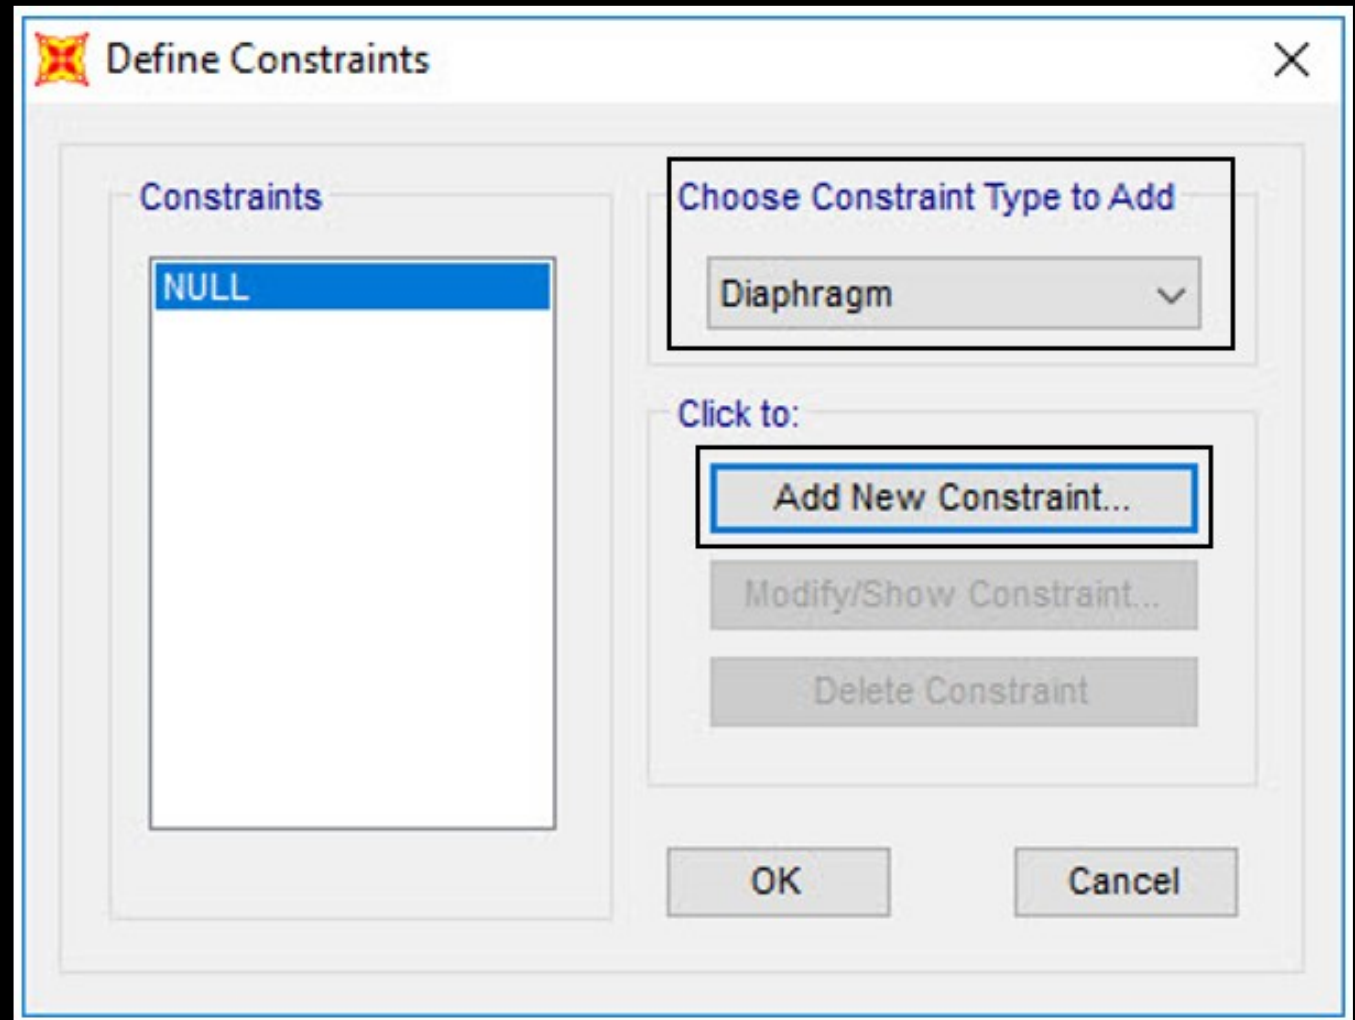 Define Constraints
Constraints
NULL
Choose Constraint Type to Add
Diaphragm
Click to:
Add New Constraint...
Modify/Show Constraint...
Delete Constraint
OK
Cancel